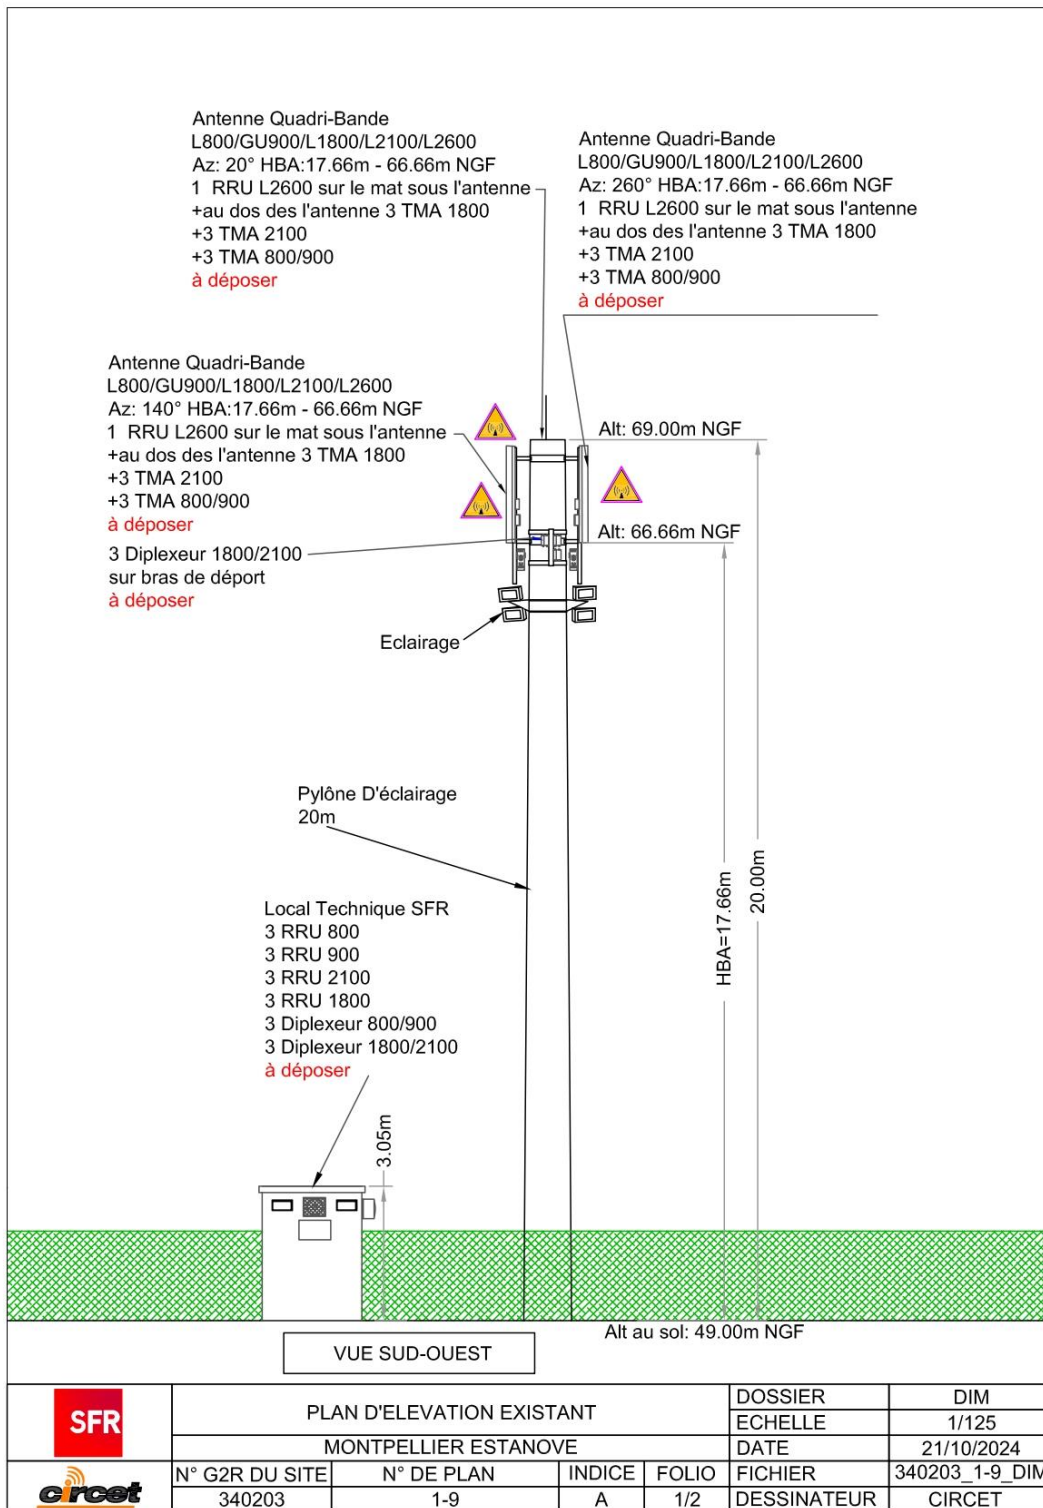 Antenne Quadri-Bande
L800/GU900/L1800/L2100/L2600
Az: 20° HBA:17.66m - 66.66m NGF
1 RRU L2600 sur le mat sous l'antenne
+au dos des l'antenne 3 TMA 1800
+3 TMA 2100
+3 TMA 800/900
à déposer
Antenne Quadri-Bande
L800/GU900/L1800/L2100/L2600
Az: 260° HBA:17.66m - 66.66m NGF
1 RRU L2600 sur le mat sous l'antenne
+au dos des l'antenne 3 TMA 1800
+3 TMA 2100
+3 TMA 800/900
à déposer
Antenne Quadri-Bande
L800/GU900/L1800/L2100/L2600
Az: 140° HBA:17.66m - 66.66m NGF
1 RRU L2600 sur le mat sous l'antenne
+au dos des l'antenne 3 TMA 1800
+3 TMA 2100
+3 TMA 800/900
à déposer
3 Diplexeur 1800/2100
sur bras de déport
à déposer
Alt: 69.00m NGF
Alt: 66.66m NGF
Eclairage
Pylône D'éclairage
20m
HBA=17.66m
20.00m
Local Technique SFR
3 RRU 800
3 RRU 900
3 RRU 2100
3 RRU 1800
3 Diplexeur 800/900
3 Diplexeur 1800/2100
à déposer
3.05m
Alt au sol: 49.00m NGF
VUE SUD-OUEST
SFR
PLAN D'ELEVATION EXISTANT
MONTPELLIER ESTANOVE
DOSSIER DIM
ECHELLE 1/125
DATE 21/10/2024
circet
N° G2R DU SITE N° DE PLAN INDICE FOLIO FICHIER 340203_1-9_DIM
340203 1-9 A 1/2 DESSINATEUR CIRCET